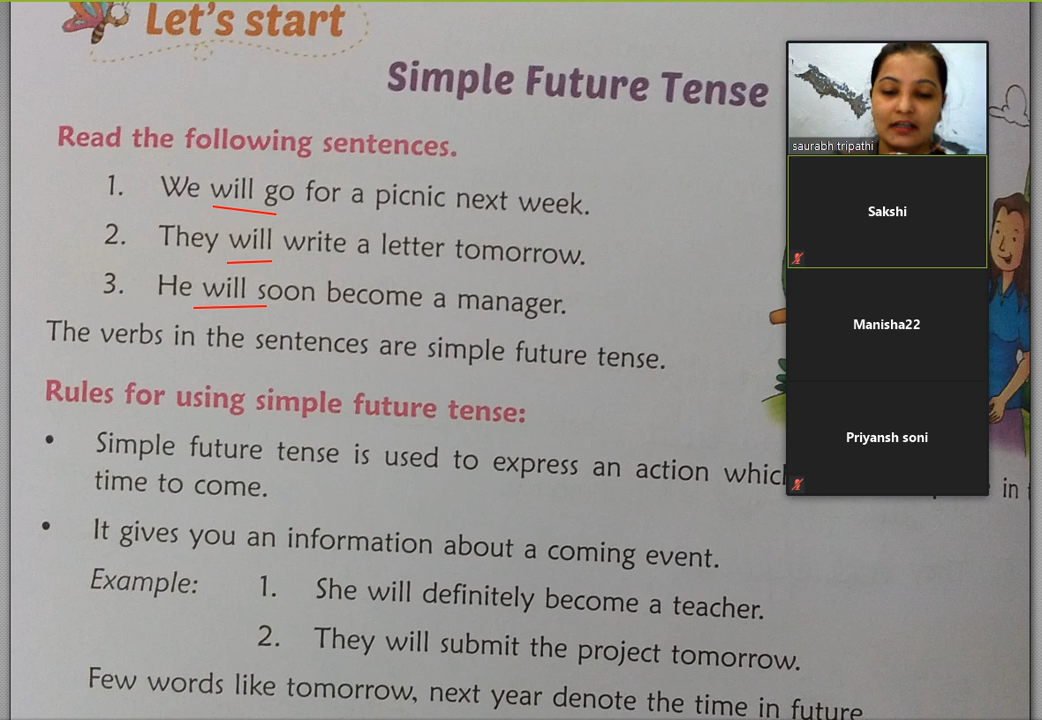 Let's start
Simple Future Tense
saurabh tripathi
Read the following sentences.
1. We will go for a picnic next week.
Sakshi
2. They will write a letter tomorrow.
3. He will soon become a manager.
Manisha22
The verbs in the sentences are simple future tense.
Rules for using simple future tense:
Priyansh soni
• Simple future tense is used to express an action in
time to come.
• It gives you an information about a coming event.
Example: 1. She will definitely become a teacher.
2. They will submit the project tomorrow.
Few words like tomorrow, next year denote the time in future